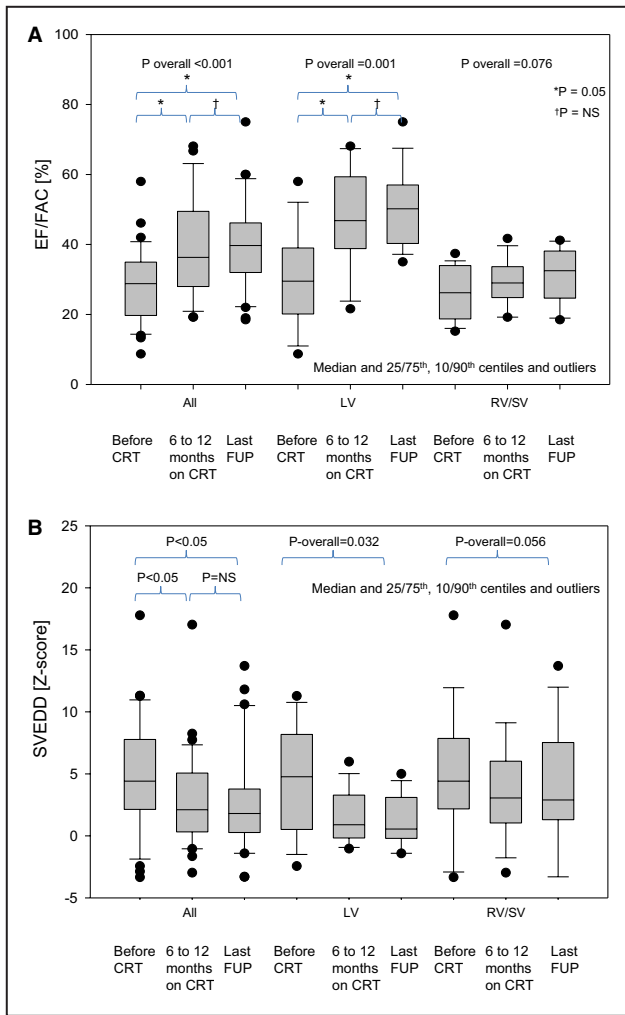 A
100
80
60
40
20
0
EF/FAC [%]
P overall <0.001
P overall =0.001
P overall =0.076
*
*
*P = 0.05
*
†
*
†
†P = NS
Median and 25/75th, 10/90th centiles and outliers
All
LV
RV/SV
Before CRT
6 to 12 months on CRT
Last FUP
Before CRT
6 to 12 months on CRT
Last FUP
Before CRT
6 to 12 months on CRT
Last FUP
B
25
20
15
10
5
0
-5
SVEDD [Z-score]
P<0.05
P-overall=0.032
P-overall=0.056
P<0.05
P=NS
Median and 25/75th, 10/90th centiles and outliers
All
LV
RV/SV
Before CRT
6 to 12 months on CRT
Last FUP
Before CRT
6 to 12 months on CRT
Last FUP
Before CRT
6 to 12 months on CRT
Last FUP